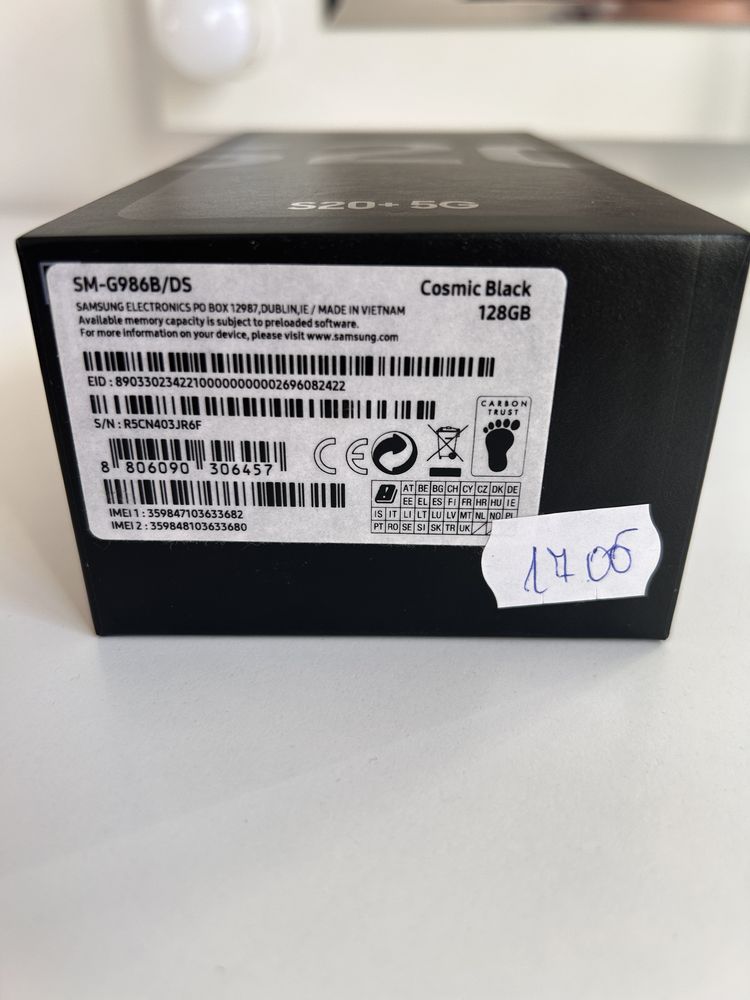 S20+ 5G
SM-G986B/DS
Cosmic Black
128GB
SAMSUNG ELECTRONICS PO BOX 12987,DUBLIN,IE / MADE IN VIETNAM
Available memory capacity is subject to preloaded software.
For more information on your device, please visit www.samsung.com
EID : 89033023422100000000002696082422
S/N : R5CN403JR6F
CARBON
TRUST
8 806090 306457
CE
IMEI 1 : 359847103633682
IMEI 2 : 359848103633680
AT BE BG CH CY CZ DK DE
EE EL ES FI FR HR HU IE
IS IT LI LT LU LV MT NL NO PL
PT RO SE SI SK TR UK
17.06